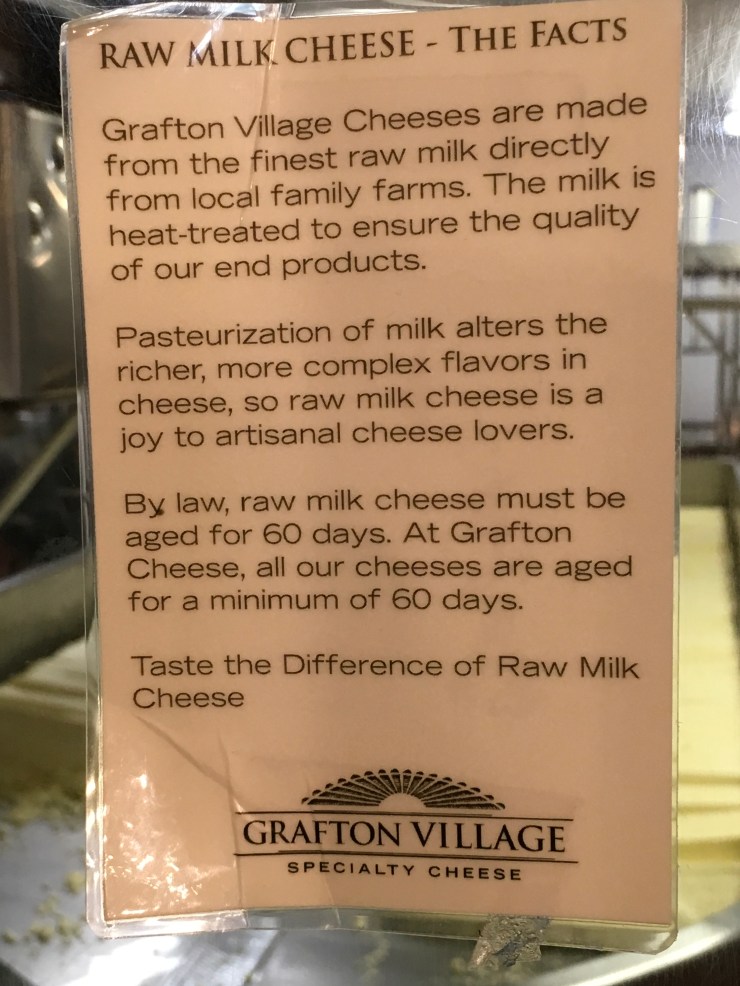 RAW MILK CHEESE - THE FACTS
Grafton Village Cheeses are made
from the finest raw milk directly
from local family farms. The milk is
heat-treated to ensure the quality
of our end products.
Pasteurization of milk alters the
richer, more complex flavors in
cheese, so raw milk cheese is a
joy to artisanal cheese lovers.
By law, raw milk cheese must be
aged for 60 days. At Grafton
Cheese, all our cheeses are aged
for a minimum of 60 days.
Taste the Difference of Raw Milk
Cheese
GRAFTON VILLAGE
SPECIALTY CHEESE